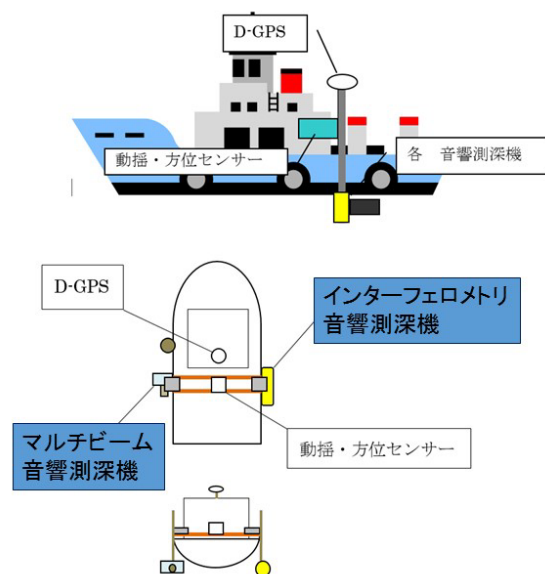 D-GPS
動揺・方位センサー
各 音響測深機
D-GPS
インターフェロメトリ
音響測深機
マルチビーム
音響測深機
動揺・方位センサー